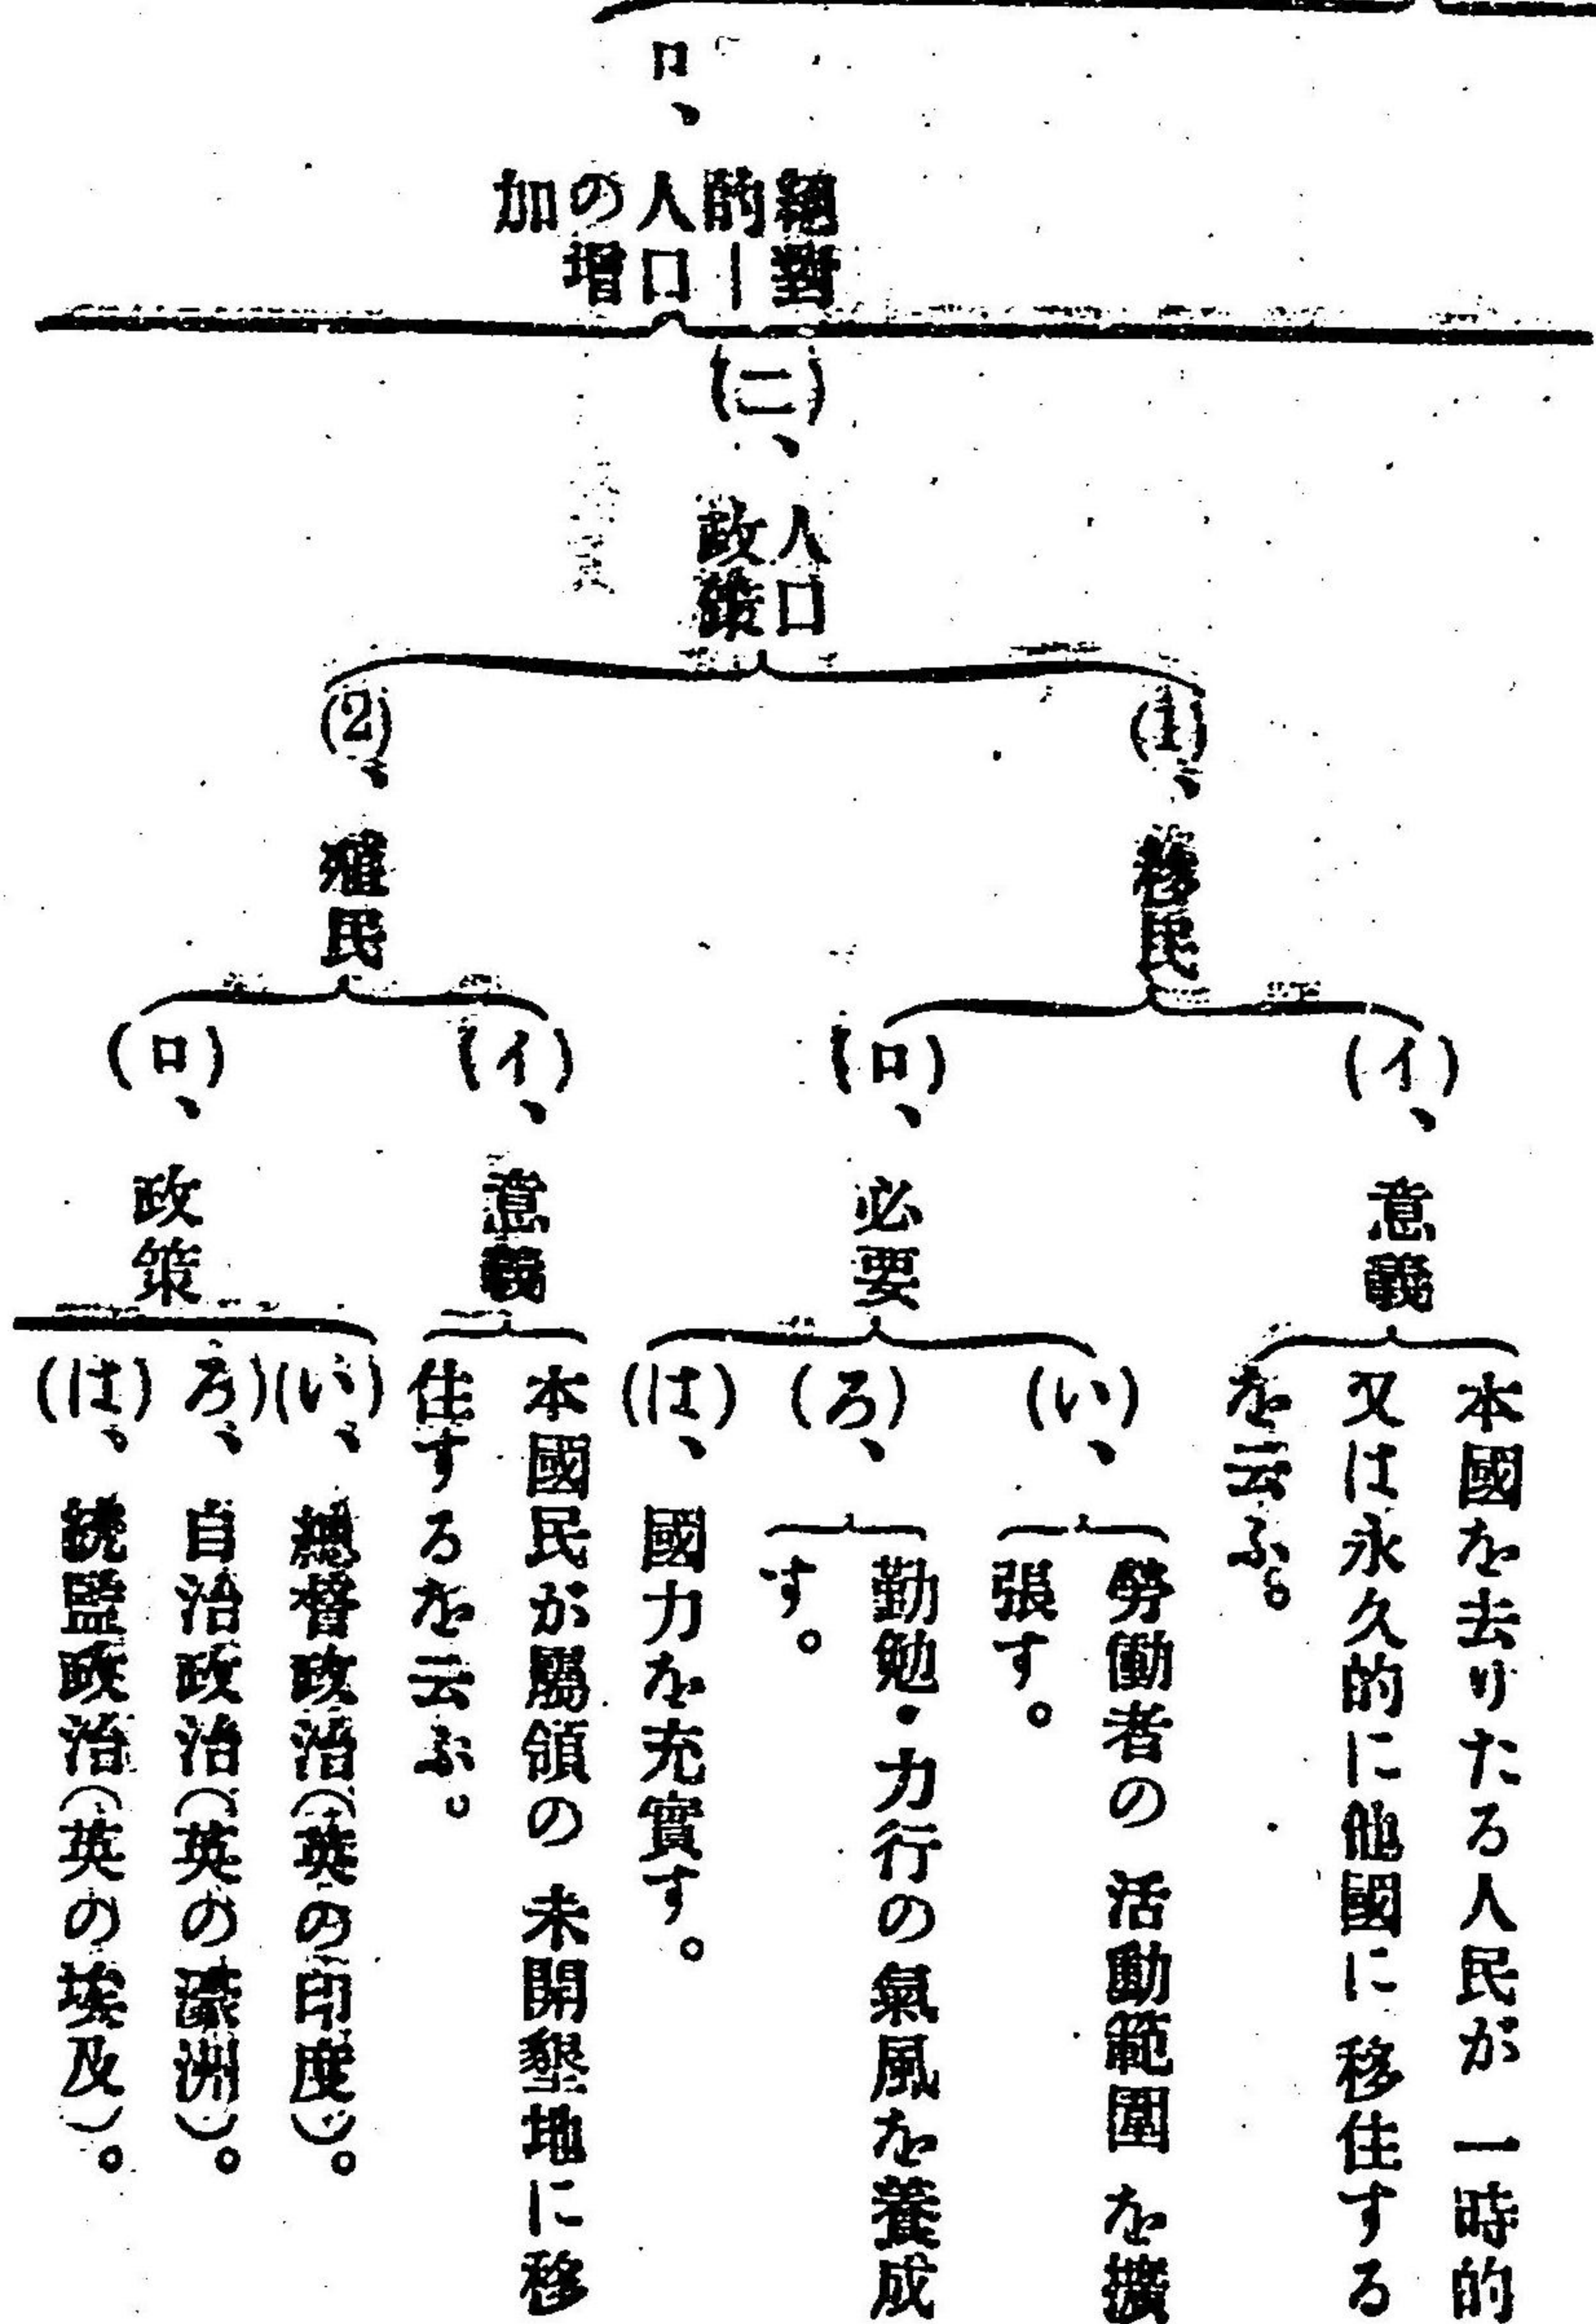 ロ、
絕對
的｜
人口
の增
加
(二)、
人口
政策
(1)、移民
(イ)、意義
本國を去りたる人民が一時的
又は永久的に他國に移住する
を云ふ。
(ロ)、必要
(い)、
勞働者の活動範圍を擴
張す。
(ろ)、
勤勉・力行の氣風を養成
す。
(は)、國力を充實す。
(2)、殖民
(イ)、意義
本國民が屬領の未開墾地に移
住するを云ふ。
(ロ)、政策
(い)、總督政治(英の印度)。
ろ)、自治政治(英の濠洲)。
(は)、統監政治(英の埃及)。